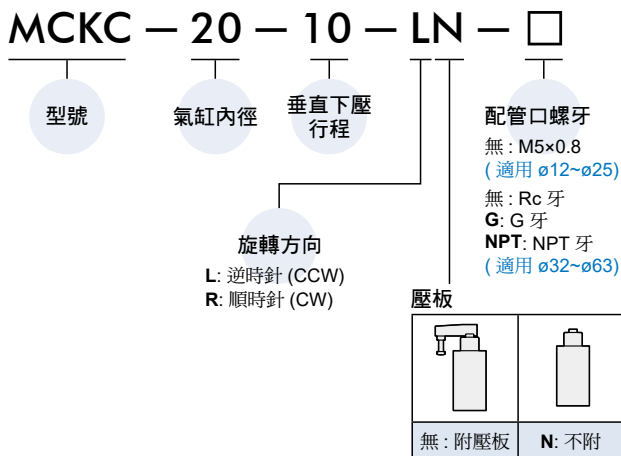 MCKC — 20 — 10 — LN — □
型號
氣缸內徑
垂直下壓
行程
配管口螺牙
無 : M5×0.8
( 適用 ø12~ø25)
無 : Rc 牙
G: G 牙
NPT: NPT 牙
( 適用 ø32~ø63)
旋轉方向
L: 逆時針 (CCW)
R: 順時針 (CW)
壓板
無 : 附壓板
N: 不附